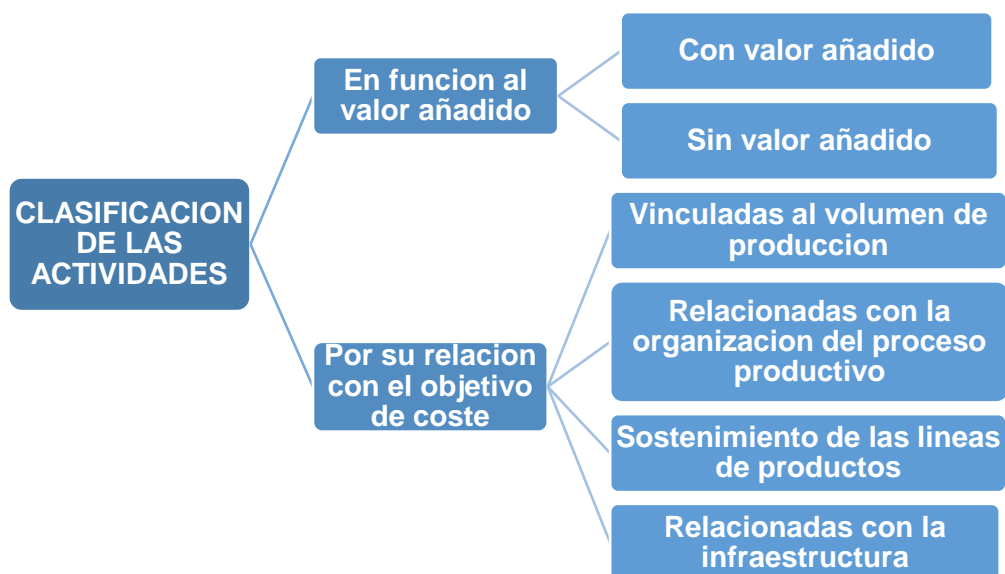 CLASIFICACION
DE LAS
ACTIVIDADES
En funcion al
valor añadido
Con valor añadido
Sin valor añadido
Por su relacion
con el objetivo
de coste
Vinculadas al volumen de
produccion
Relacionadas con la
organizacion del proceso
productivo
Sostenimiento de las lineas
de productos
Relacionadas con la
infraestructura